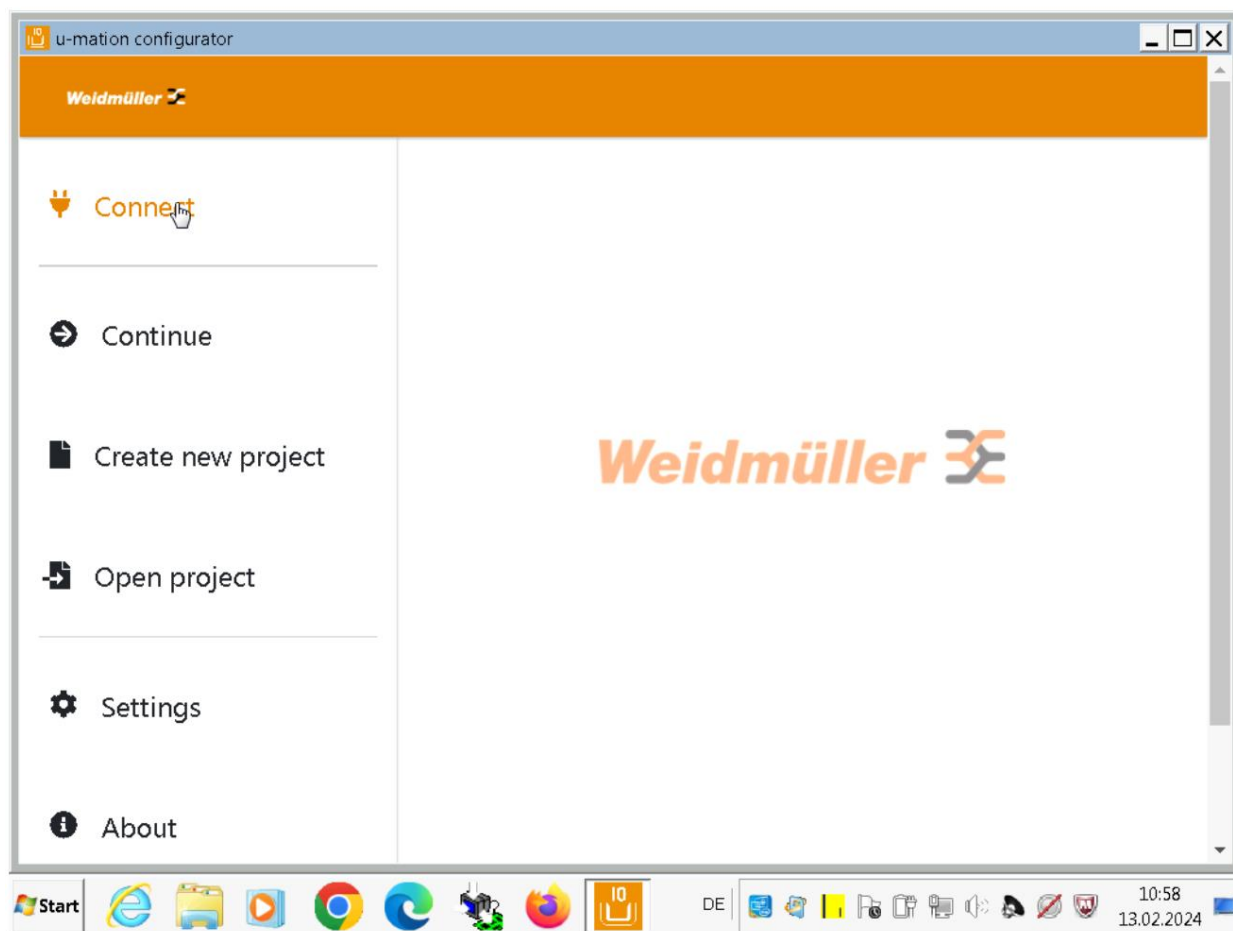 u-mation configurator
Weidmüller
Connect
Continue
Create new project
Weidmüller
Open project
Settings
About
Start
DE
10:58
13.02.2024